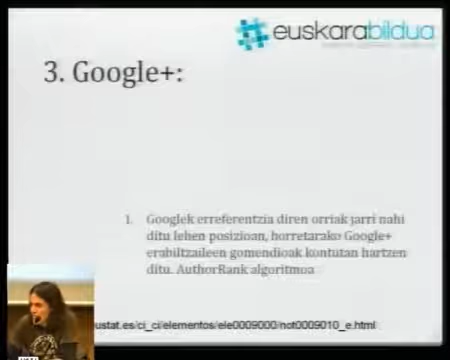 euskarabildua
3. Google+:
1. Googlek erreferentzia diren orriak jarri nahi
ditu lehen posizioan, horretarako Google+
erabiltzaileen gomendioak kontutan hartzen
ditu. AuthorRank algoritmoa
ustat.es/ci_ci/elementos/ele0009000/not0009010_e.html